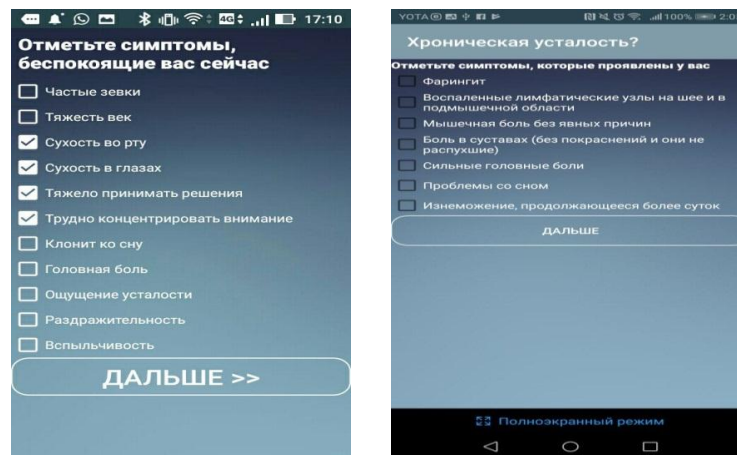 4G 17:10
Отметьте симптомы,
беспокоящие вас сейчас
Частые зевки
Тяжесть век
Сухость во рту
Сухость в глазах
Тяжело принимать решения
Трудно концентрировать внимание
Клонит ко сну
Головная боль
Ощущение усталости
Раздражительность
Вспыльчивость
ДАЛЬШЕ >>
YOTA 100% 2:0
Хроническая усталость?
Отметьте симптомы, которые проявлены у вас
Фарингит
Воспаленные лимфатические узлы на шее и в
подмышечной области
Мышечная боль без явных причин
Боль в суставах (без покраснений и они не
распухшие)
Сильные головные боли
Проблемы со сном
Изнеможение, продолжающееся более суток
ДАЛЬШЕ
Полноэкранный режим